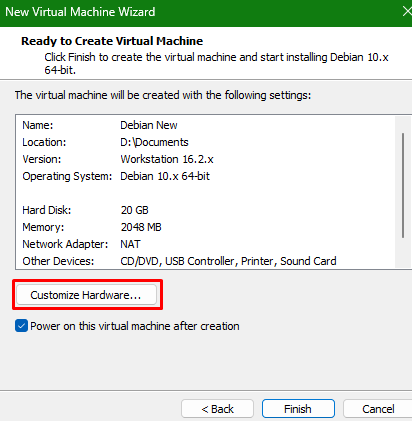 New Virtual Machine Wizard
Ready to Create Virtual Machine
Click Finish to create the virtual machine and start installing Debian 10.x
64-bit.
The virtual machine will be created with the following settings:
Name: Debian New
Location: D:\Documents
Version: Workstation 16.2.x
Operating System: Debian 10.x 64-bit
Hard Disk: 20 GB
Memory: 2048 MB
Network Adapter: NAT
Other Devices: CD/DVD, USB Controller, Printer, Sound Card
Customize Hardware...
Power on this virtual machine after creation
< Back Finish Cancel